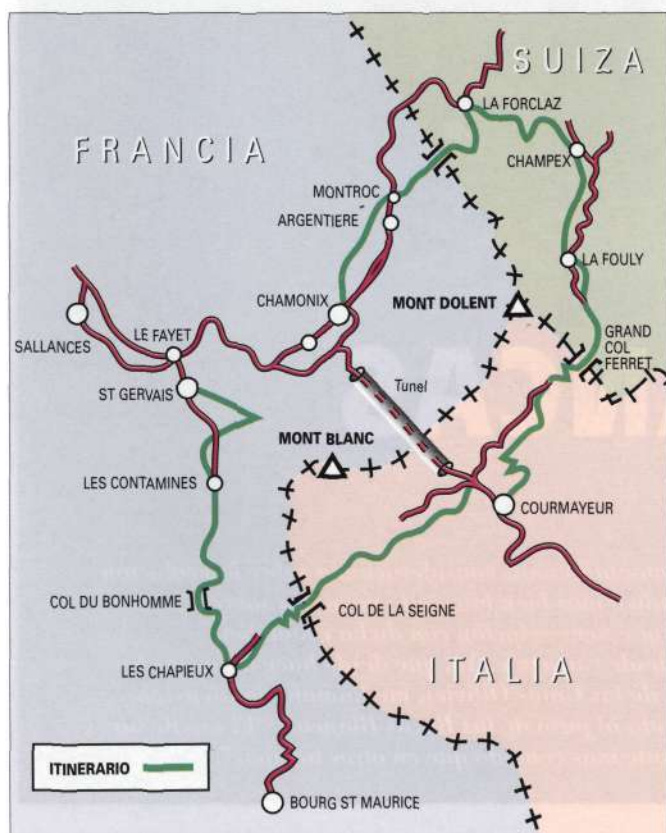 SUIZA
FRANCIA
LA FORCLAZ
CHAMPEX
MONTROC
ARGENTIERE
LA FOULY
CHAMONIX
MONT DOLENT
SALLANCES
LE FAYET
GRAND
COL
FERRET
ST GERVAIS
Tunel
MONT BLANC
LES CONTAMINES
COURMAYEUR
COL DU BONHOMME
COL DE LA SEIGNE
LES CHAPIEUX
ITALIA
ITINERARIO
BOURG ST MAURICE